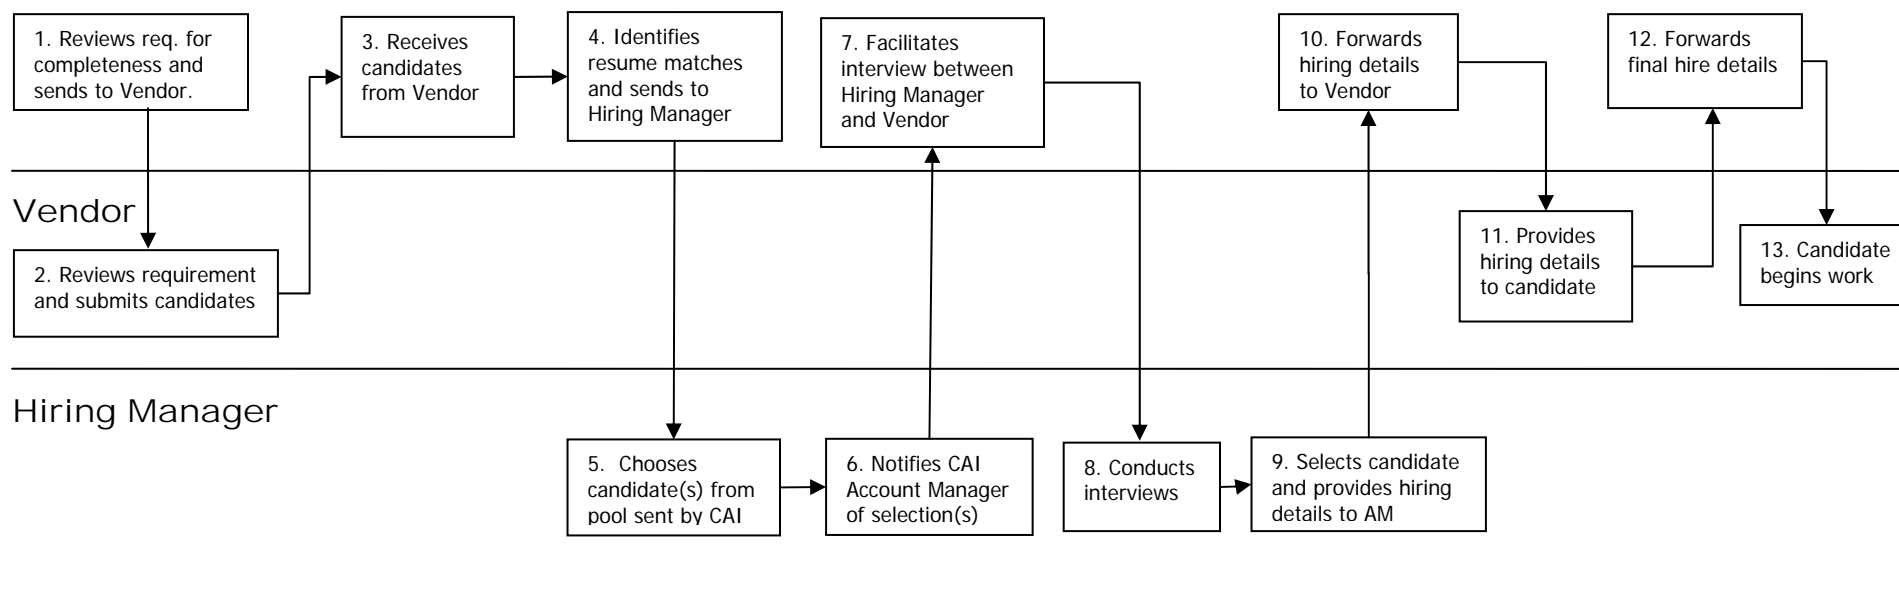 1. Reviews req. for
completeness and
sends to Vendor.
3. Receives
candidates
from Vendor
4. Identifies
resume matches
and sends to
Hiring Manager
7. Facilitates
interview between
Hiring Manager
and Vendor
10. Forwards
hiring details
to Vendor
12. Forwards
final hire details
Vendor
2. Reviews requirement
and submits candidates
11. Provides
hiring details
to candidate
13. Candidate
begins work
Hiring Manager
5. Chooses
candidate(s) from
pool sent by CAI
6. Notifies CAI
Account Manager
of selection(s)
8. Conducts
interviews
9. Selects candidate
and provides hiring
details to AM